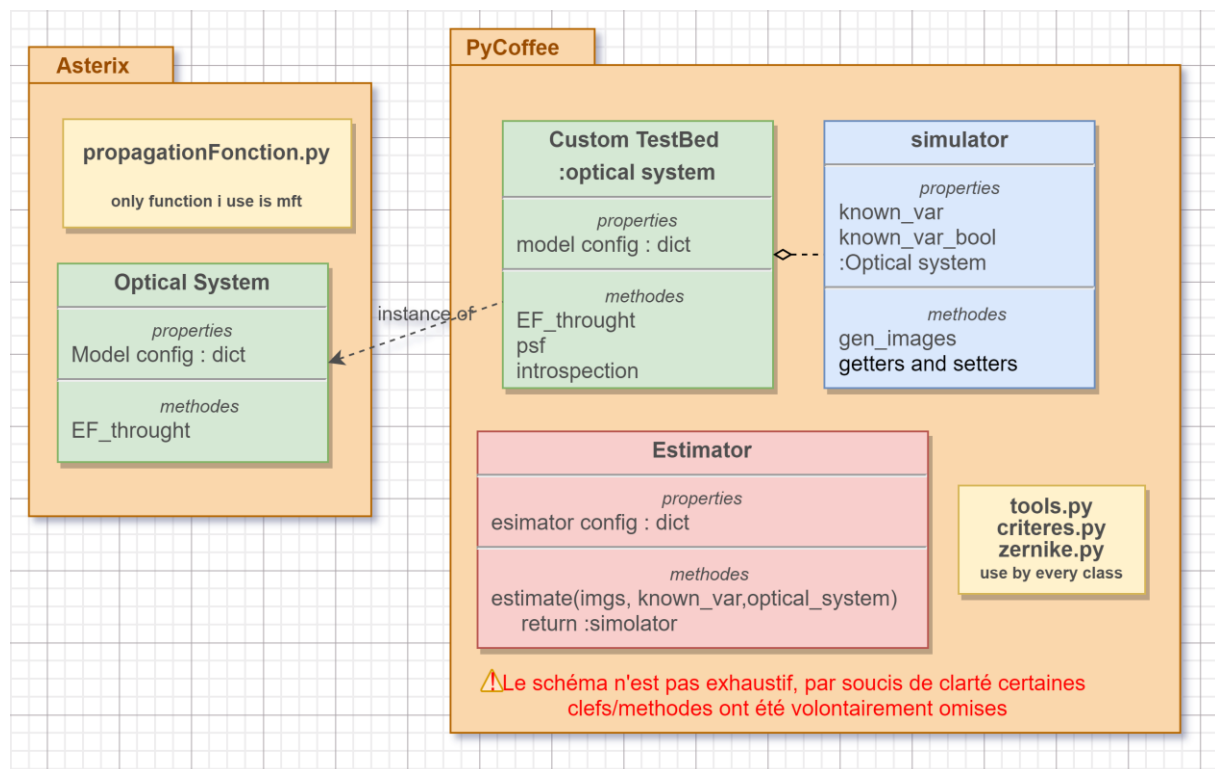 Asterix
propagationFonction.py
only function i use is mft
Optical System
properties
Model config : dict
methodes
EF_throught
instance of
PyCoffee
Custom TestBed
:optical system
properties
model config : dict
methodes
EF_throught
psf
introspection
simulator
properties
known_var
known_var_bool
:Optical system
methodes
gen_images
getters and setters
Estimator
properties
esimator config : dict
methodes
estimate(imgs, known_var,optical_system)
return :simolator
tools.py
criteres.py
zernike.py
use by every class
⚠Le schéma n'est pas exhaustif, par soucis de clarté certaines
clefs/methodes ont été volontairement omises